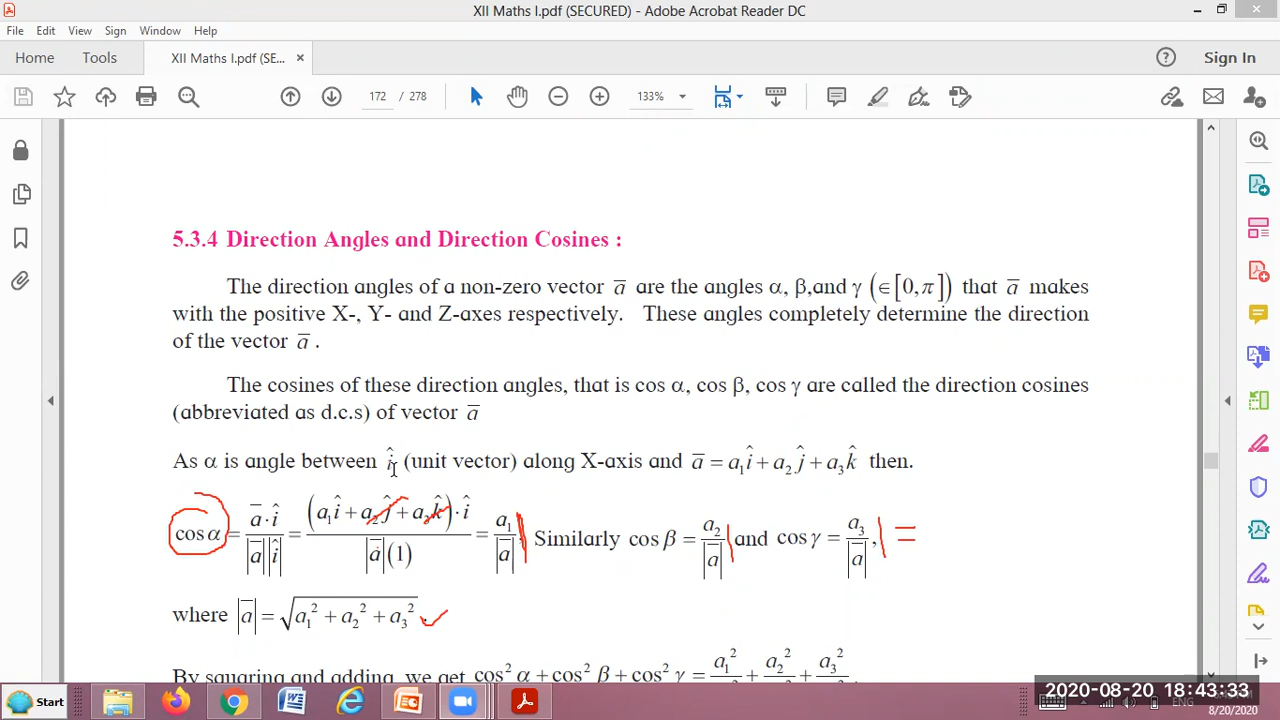 XII Maths I.pdf (SECURED) - Adobe Acrobat Reader DC
File Edit View Sign Window Help
Home Tools XII Maths I.pdf (SE... × Sign In
172 / 278 133%
5.3.4 Direction Angles and Direction Cosines :
The direction angles of a non-zero vector a̅ are the angles α, β,and γ (∈[0,π]) that a̅ makes
with the positive X-, Y- and Z-axes respectively. These angles completely determine the direction
of the vector a̅ .
The cosines of these direction angles, that is cos α, cos β, cos γ are called the direction cosines
(abbreviated as d.c.s) of vector a̅
As α is angle between î (unit vector) along X-axis and a̅ = a₁î + a₂ĵ + a₃k̂ then.
cos α = a̅·î / |a̅||î| = (a₁î + a₂ĵ + a₃k̂)·î / |a̅|(1) = a₁/|a̅| Similarly cos β = a₂/|a̅| and cos γ = a₃/|a̅|, =
where |a̅| = √(a₁² + a₂² + a₃²) ✓
By squaring and adding, we get cos² α + cos² β + cos² γ = a₁² + a₂² + a₃²
Start 2020-08-20 18:43:33
8/20/2020